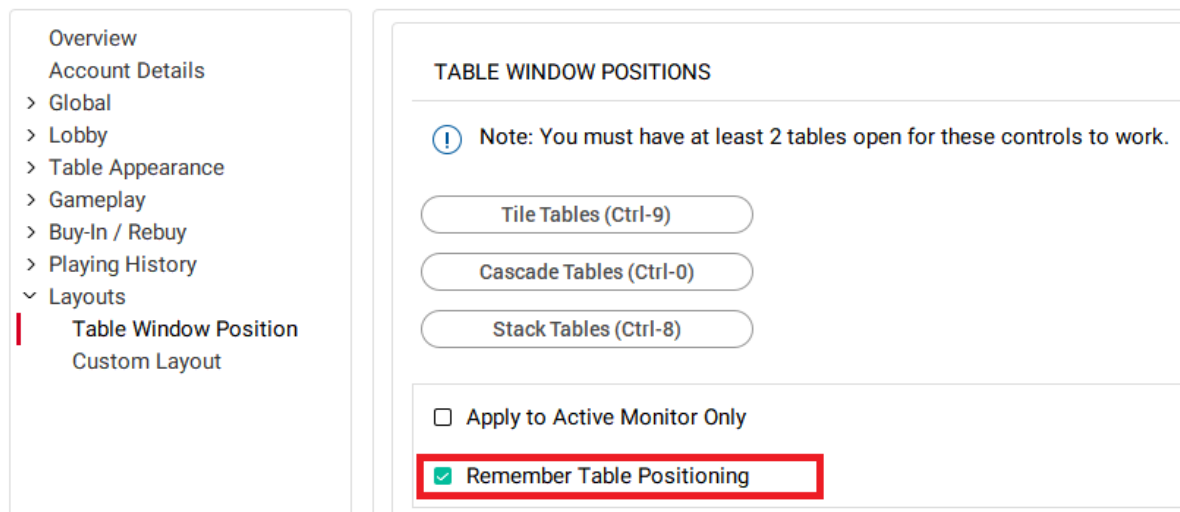 Overview
Account Details
Global
Lobby
Table Appearance
Gameplay
Buy-In / Rebuy
Playing History
Layouts
Table Window Position
Custom Layout
TABLE WINDOW POSITIONS
Note: You must have at least 2 tables open for these controls to work.
Tile Tables (Ctrl-9)
Cascade Tables (Ctrl-0)
Stack Tables (Ctrl-8)
Apply to Active Monitor Only
Remember Table Positioning